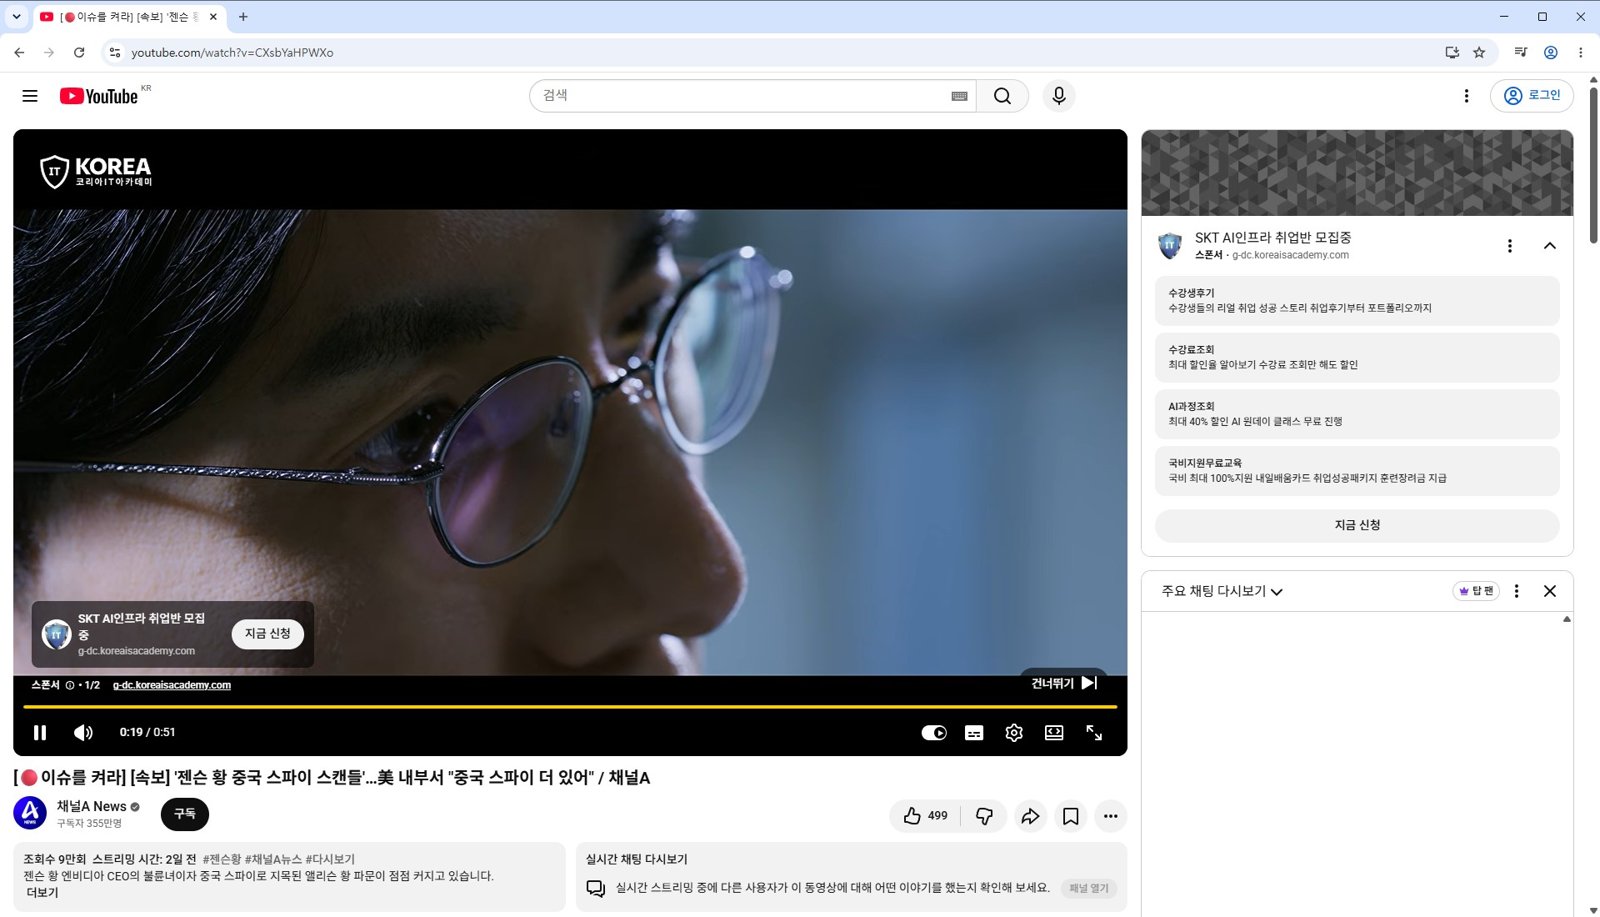 [🔴이슈를 켜라] [속보] '젠슨 황
youtube.com/watch?v=CXsbYaHPWXo
YouTube KR
검색
로그인
IT KOREA
코리아IT아카데미
SKT AI인프라 취업반 모집
중
g-dc.koreaisacademy.com
지금 신청
스폰서 • 1/2 g-dc.koreaisacademy.com
건너뛰기
0:19 / 0:51
[🔴이슈를 켜라] [속보] '젠슨 황 중국 스파이 스캔들'…美 내부서 "중국 스파이 더 있어" / 채널A
채널A News
구독자 355만명
구독
499
조회수 9만회 스트리밍 시간: 2일 전 #젠슨황 #채널A뉴스 #다시보기
젠슨 황 엔비디아 CEO의 불륜녀이자 중국 스파이로 지목된 앨리슨 황 파문이 점점 커지고 있습니다.
더보기
실시간 채팅 다시보기
실시간 스트리밍 중에 다른 사용자가 이 동영상에 대해 어떤 이야기를 했는지 확인해 보세요.
패널 열기
SKT AI인프라 취업반 모집중
스폰서 · g-dc.koreaisacademy.com
수강생후기
수강생들의 리얼 취업 성공 스토리 취업후기부터 포트폴리오까지
수강료조회
최대 할인율 알아보기 수강료 조회만 해도 할인
AI과정조회
최대 40% 할인 AI 원데이 클래스 무료 진행
국비지원무료교육
국비 최대 100%지원 내일배움카드 취업성공패키지 훈련장려금 지급
지금 신청
주요 채팅 다시보기
탑 팬